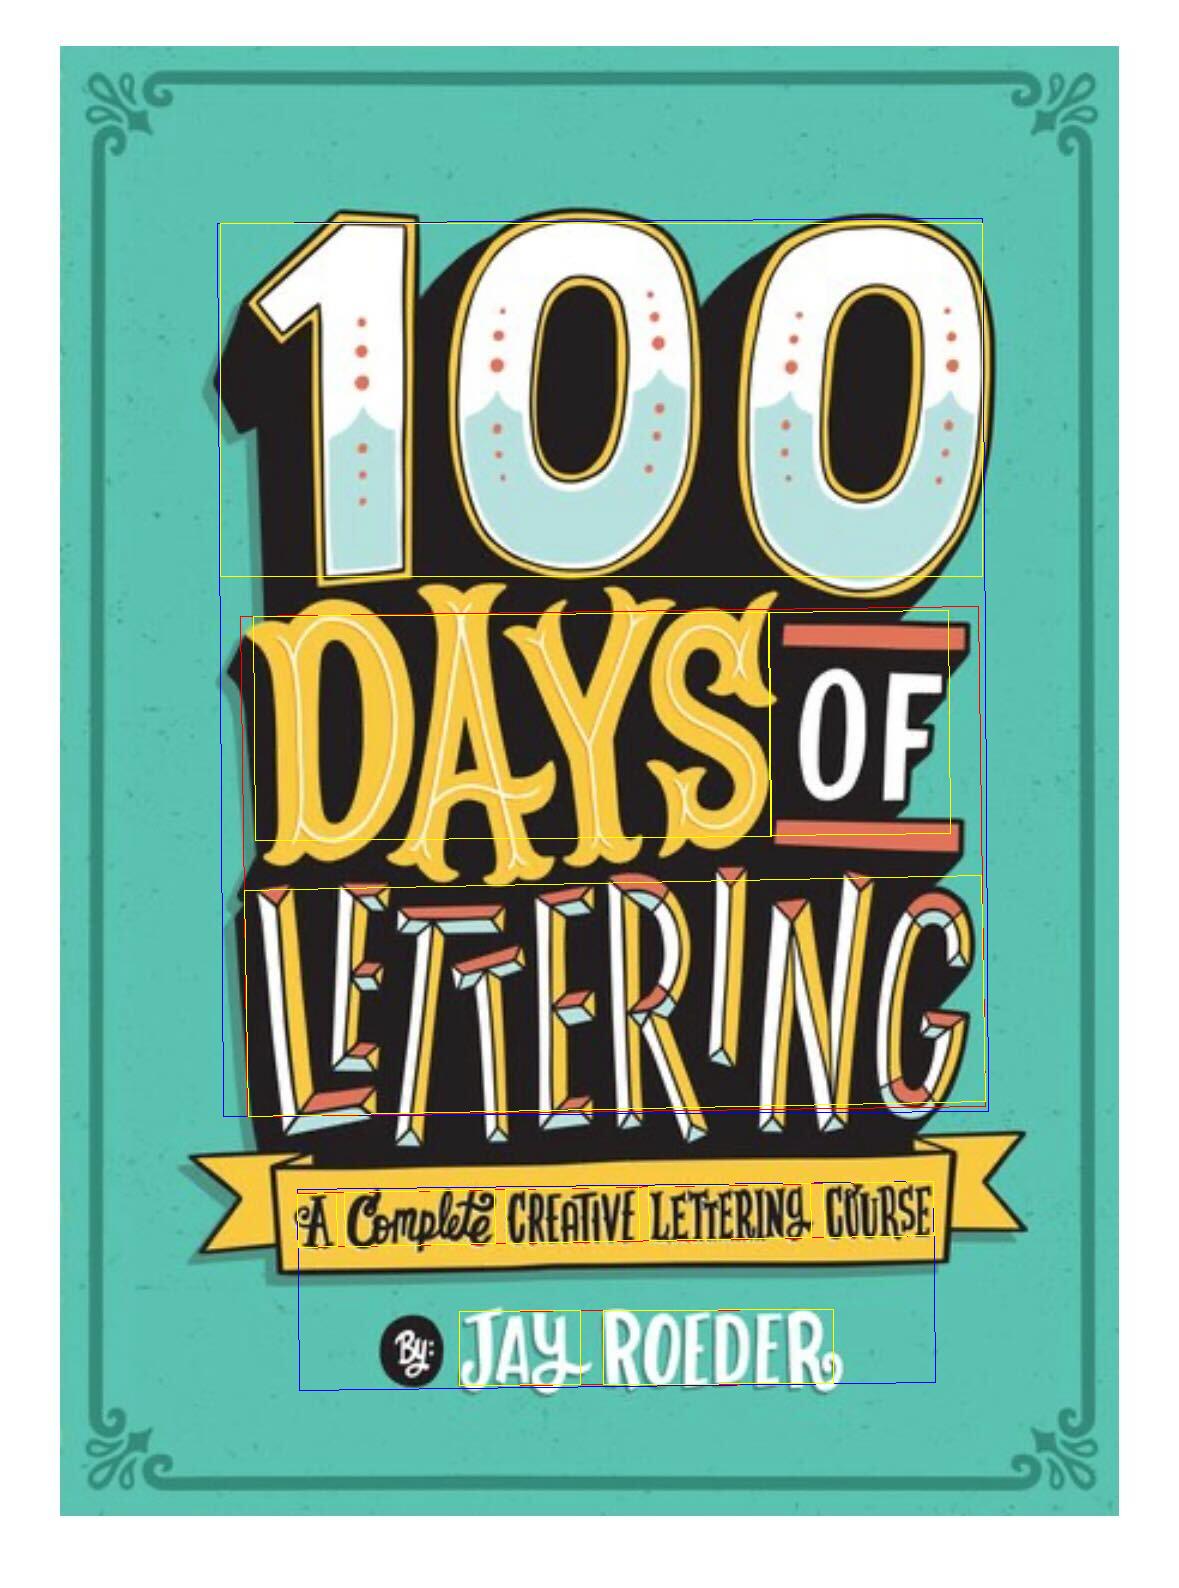 100
DAYS OF
LETTERING
A Complete CREATIVE LETTERING COURSE
By: JAY ROEDER